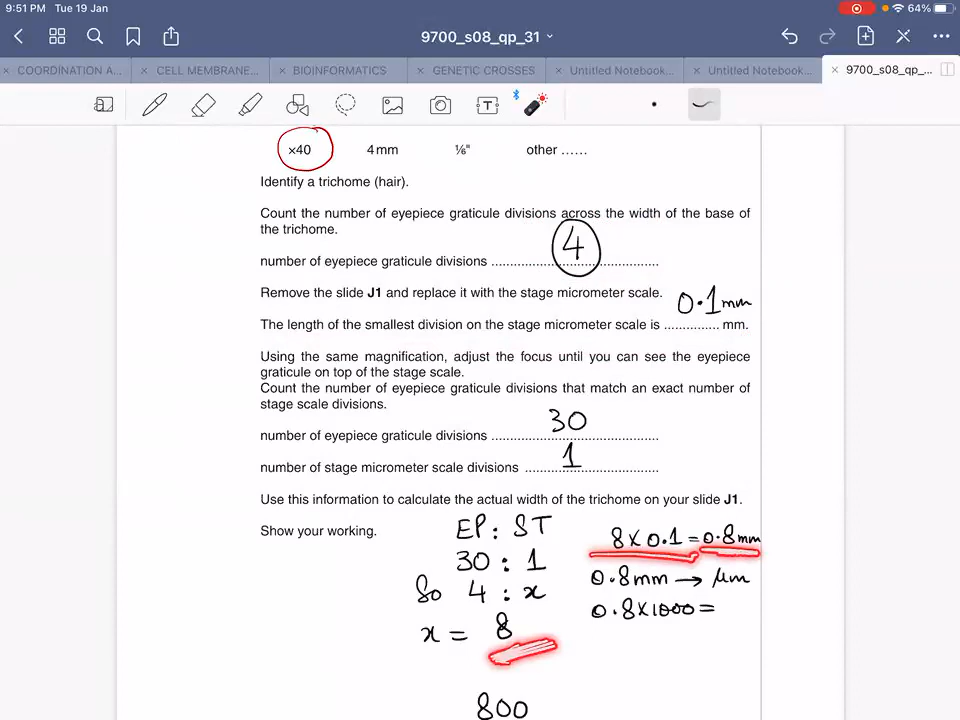 9:51 PM Tue 19 Jan
64%
9700_s08_qp_31
COORDINATION A...
CELL MEMBRANE...
BIOINFORMATICS
GENETIC CROSSES
Untitled Notebook...
Untitled Notebook...
9700_s08_qp_...
×40 4 mm 1/6" other ......
Identify a trichome (hair).
Count the number of eyepiece graticule divisions across the width of the base of
the trichome.
number of eyepiece graticule divisions ........ 4 ........
Remove the slide J1 and replace it with the stage micrometer scale.
0.1mm
The length of the smallest division on the stage micrometer scale is ............... mm.
Using the same magnification, adjust the focus until you can see the eyepiece
graticule on top of the stage scale.
Count the number of eyepiece graticule divisions that match an exact number of
stage scale divisions.
number of eyepiece graticule divisions ........ 30 ........
number of stage micrometer scale divisions ........ 1 ........
Use this information to calculate the actual width of the trichome on your slide J1.
Show your working.
EP : ST
30 : 1
So 4 : x
x = 8
8 × 0.1 = 0.8mm
0.8mm → μm
0.8×1000 =
800